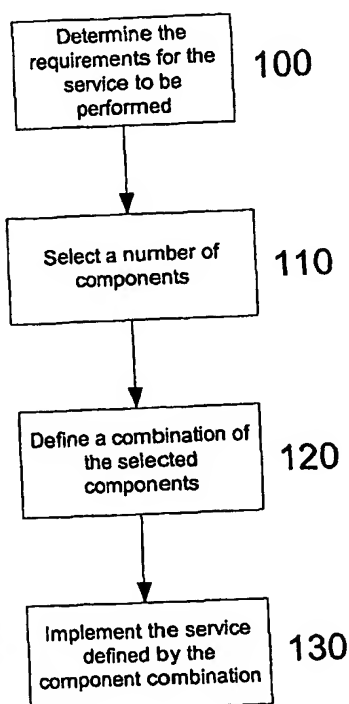 Determine the
requirements for the
service to be
performed
100
Select a number of
components
110
Define a combination of
the selected
components
120
Implement the service
defined by the
component combination
130